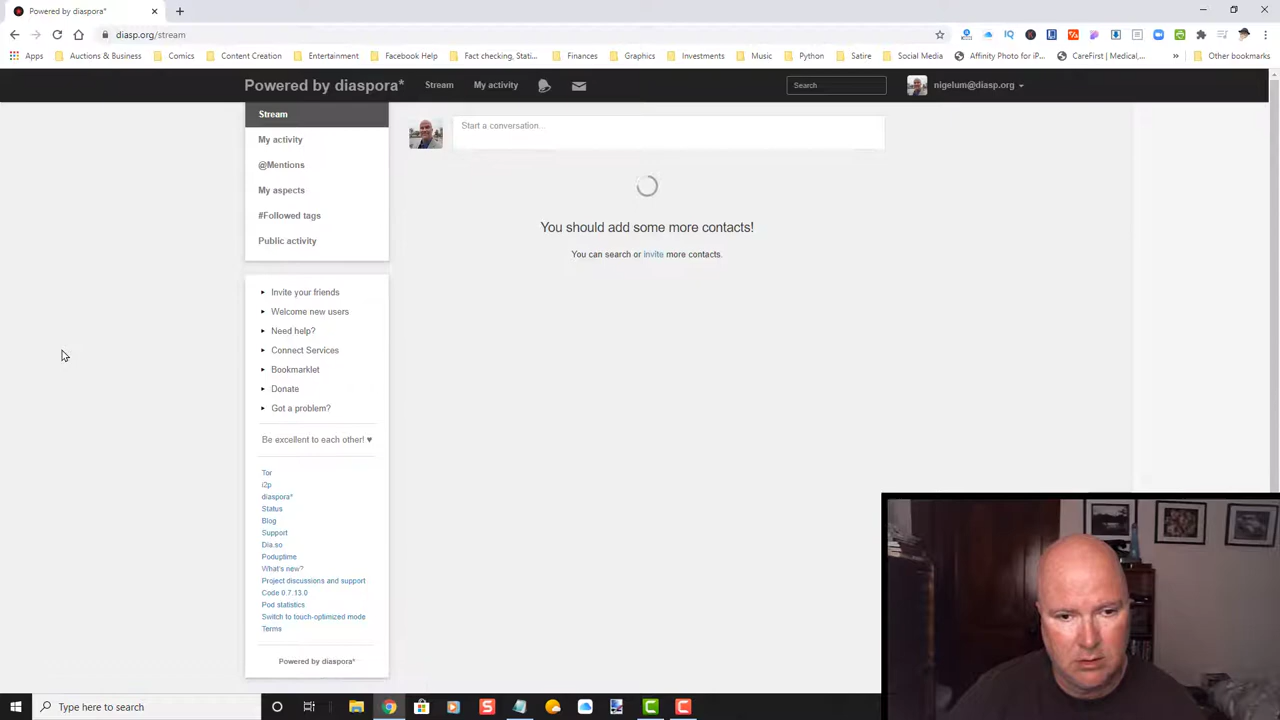 Powered by diaspora*
diasp.org/stream
Apps Auctions & Business Comics Content Creation Entertainment Facebook Help Fact checking, Stati... Finances Graphics Investments Music Python Satire Social Media Affinity Photo for iP... CareFirst | Medical,... » Other bookmarks
Powered by diaspora* Stream My activity Search nigelum@diasp.org
Stream
My activity
@Mentions
My aspects
#Followed tags
Public activity
Start a conversation...
You should add some more contacts!
You can search or invite more contacts.
Invite your friends
Welcome new users
Need help?
Connect Services
Bookmarklet
Donate
Got a problem?
Be excellent to each other! ♥
Tor
i2p
diaspora*
Status
Blog
Support
Dia.so
Poduptime
What's new?
Project discussions and support
Code 0.7.13.0
Pod statistics
Switch to touch-optimized mode
Terms
Powered by diaspora*
Type here to search